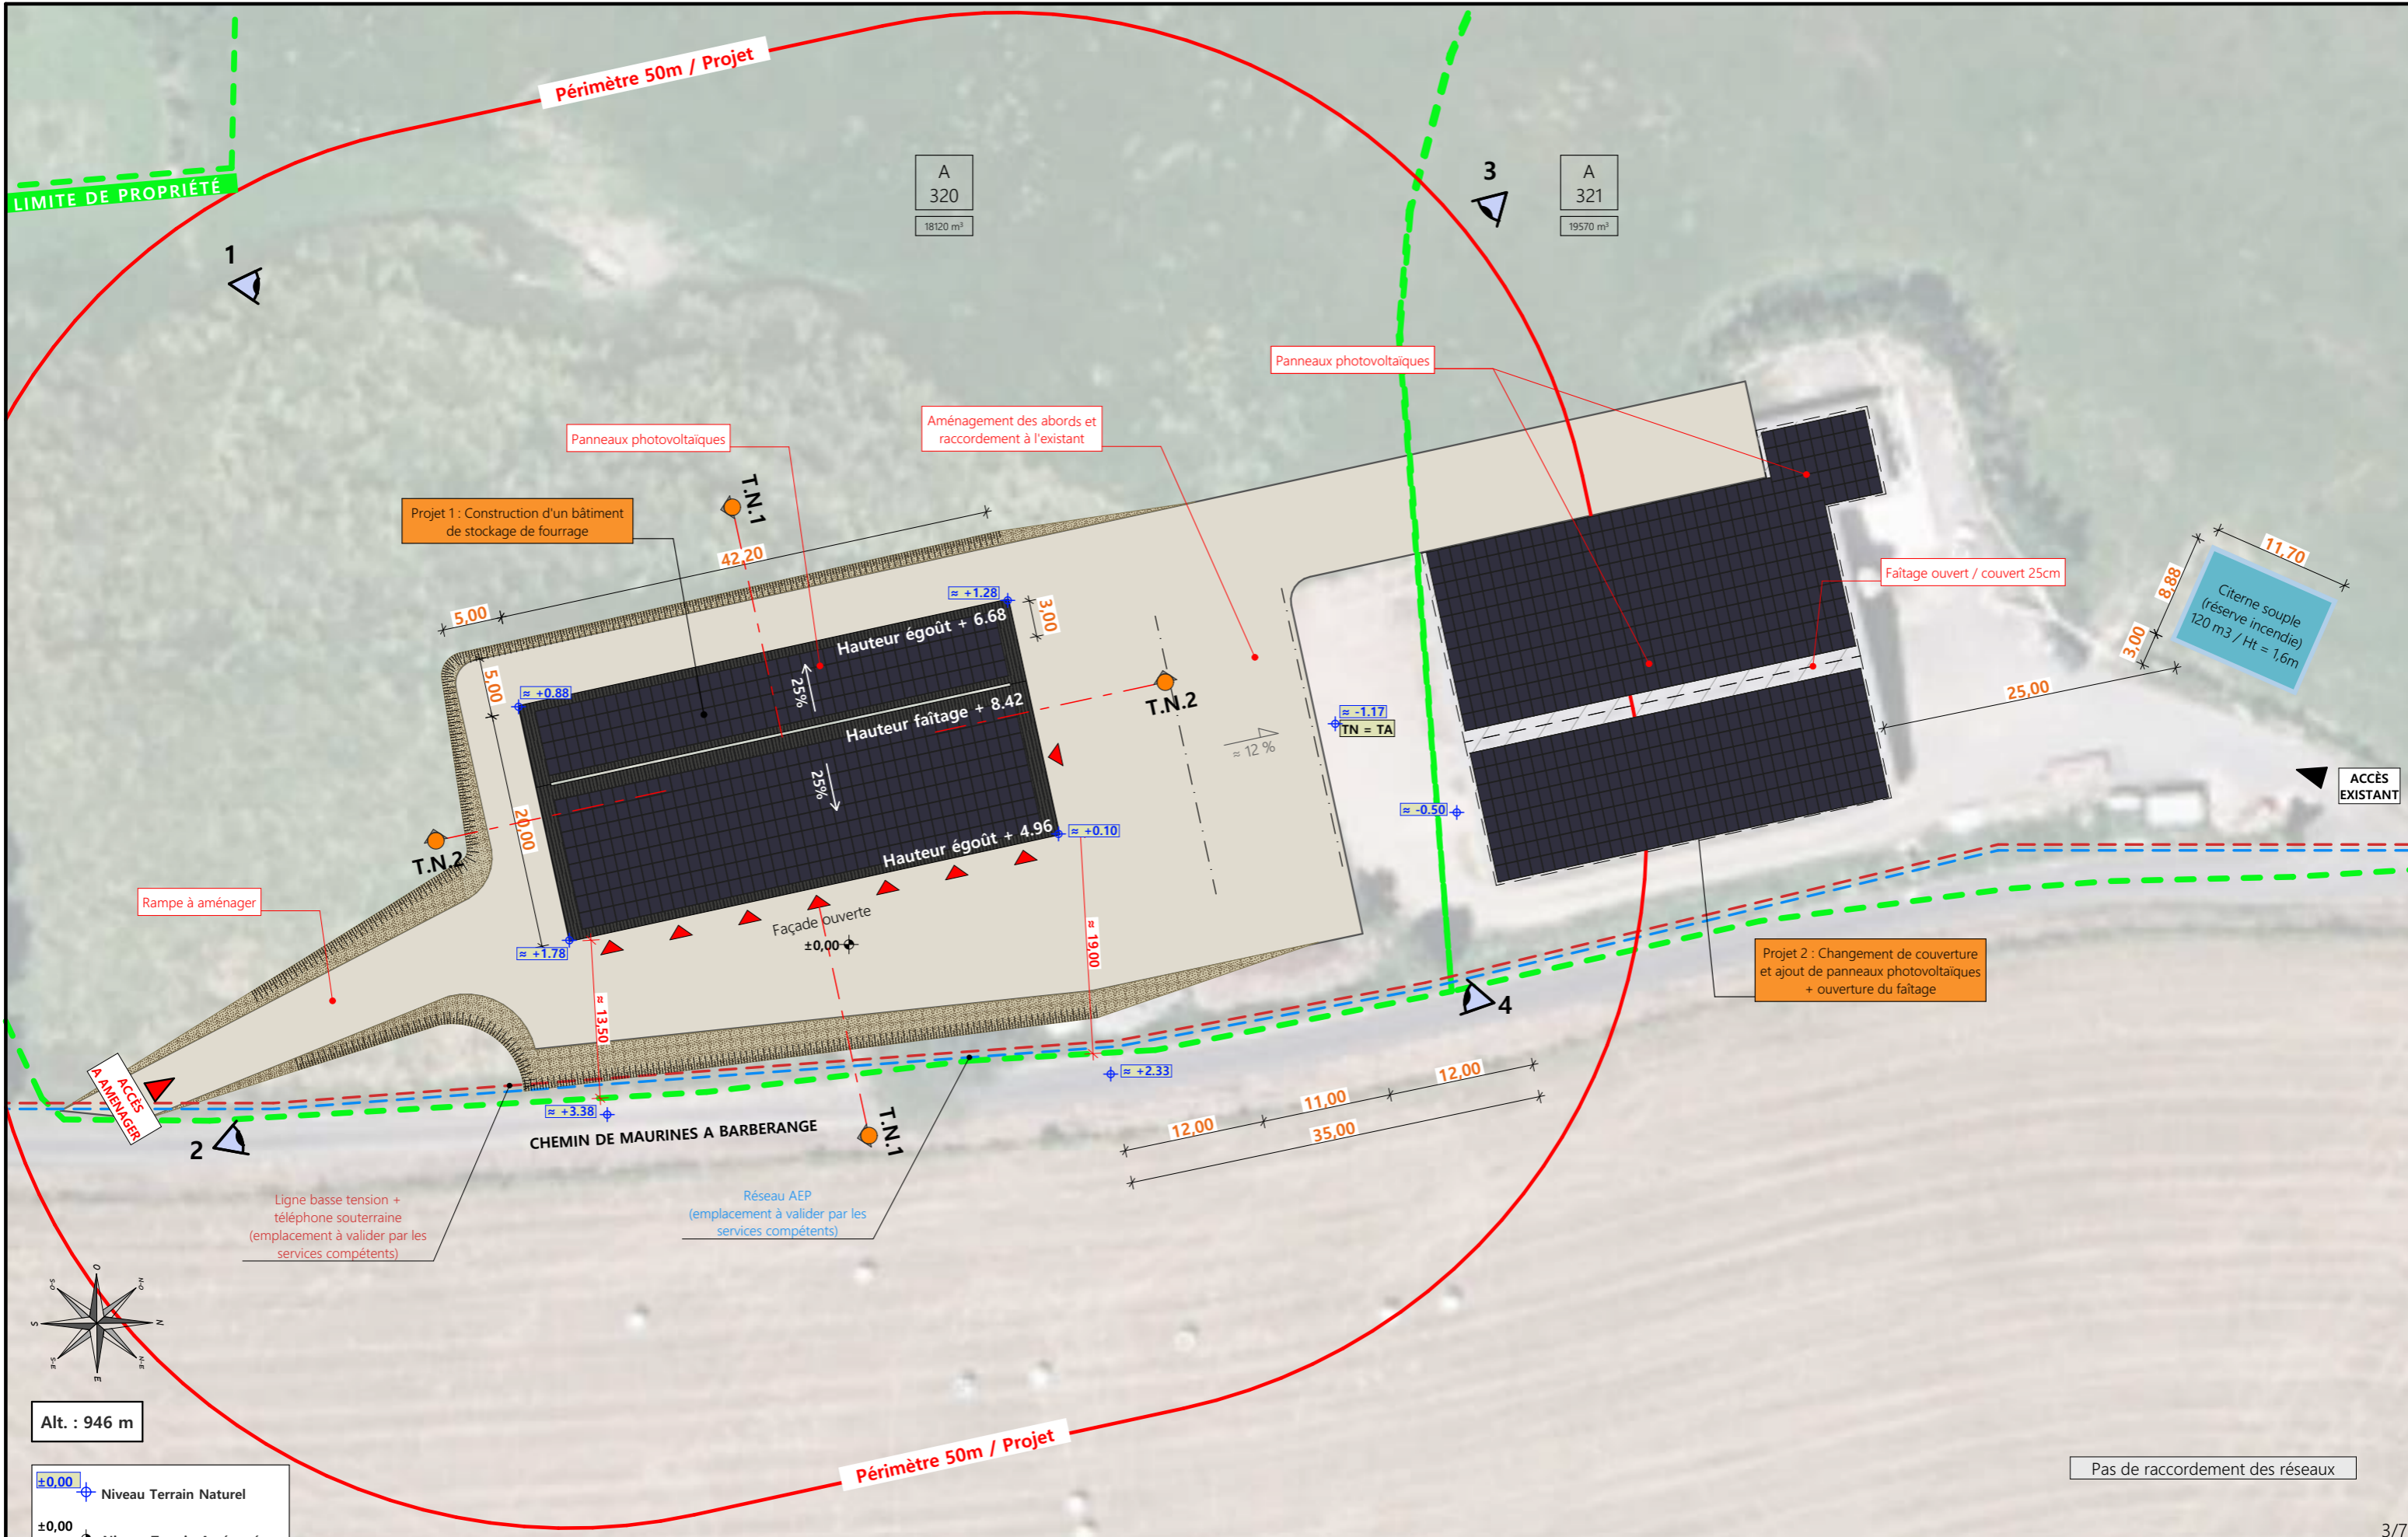 Périmètre 50m / Projet
LIMITE DE PROPRIÉTÉ
A
320
18120 m²
3
A
321
19570 m²
1
Panneaux photovoltaïques
Aménagement des abords et
raccordement à l'existant
Panneaux photovoltaïques
Projet 1 : Construction d'un bâtiment
de stockage de fourrage
T.N.1
42,20
5,00
≈ +1.28
3,00
Hauteur égoût + 6.68
5,00
≈ +0.88
25%
Hauteur faîtage + 8.42
T.N.2
≈ -1.17
TN = TA
≈ 12 %
Faîtage ouvert / couvert 25cm
11,70
8,88
3,00
Citerne souple
(réserve incendie)
120 m3 / Ht = 1,6m
25,00
ACCÈS
EXISTANT
25%
20,00
Hauteur égoût + 4.96
≈ +0.10
≈ -0.50
T.N.2
Rampe à aménager
Façade ouverte
±0,00
≈ +1.78
≈ 13,50
≈ 19,00
Projet 2 : Changement de couverture
et ajout de panneaux photovoltaïques
+ ouverture du faîtage
4
ACCÈS
A AMENAGER
≈ +3.38
≈ +2.33
2
CHEMIN DE MAURINES A BARBERANGE
T.N.1
12,00
11,00
12,00
35,00
Ligne basse tension +
téléphone souterraine
(emplacement à valider par les
services compétents)
Réseau AEP
(emplacement à valider par les
services compétents)
O
S-O
N-O
S
N
S-E
N-E
E
Alt. : 946 m
Périmètre 50m / Projet
Pas de raccordement des réseaux
±0,00
Niveau Terrain Naturel
±0,00
3/7